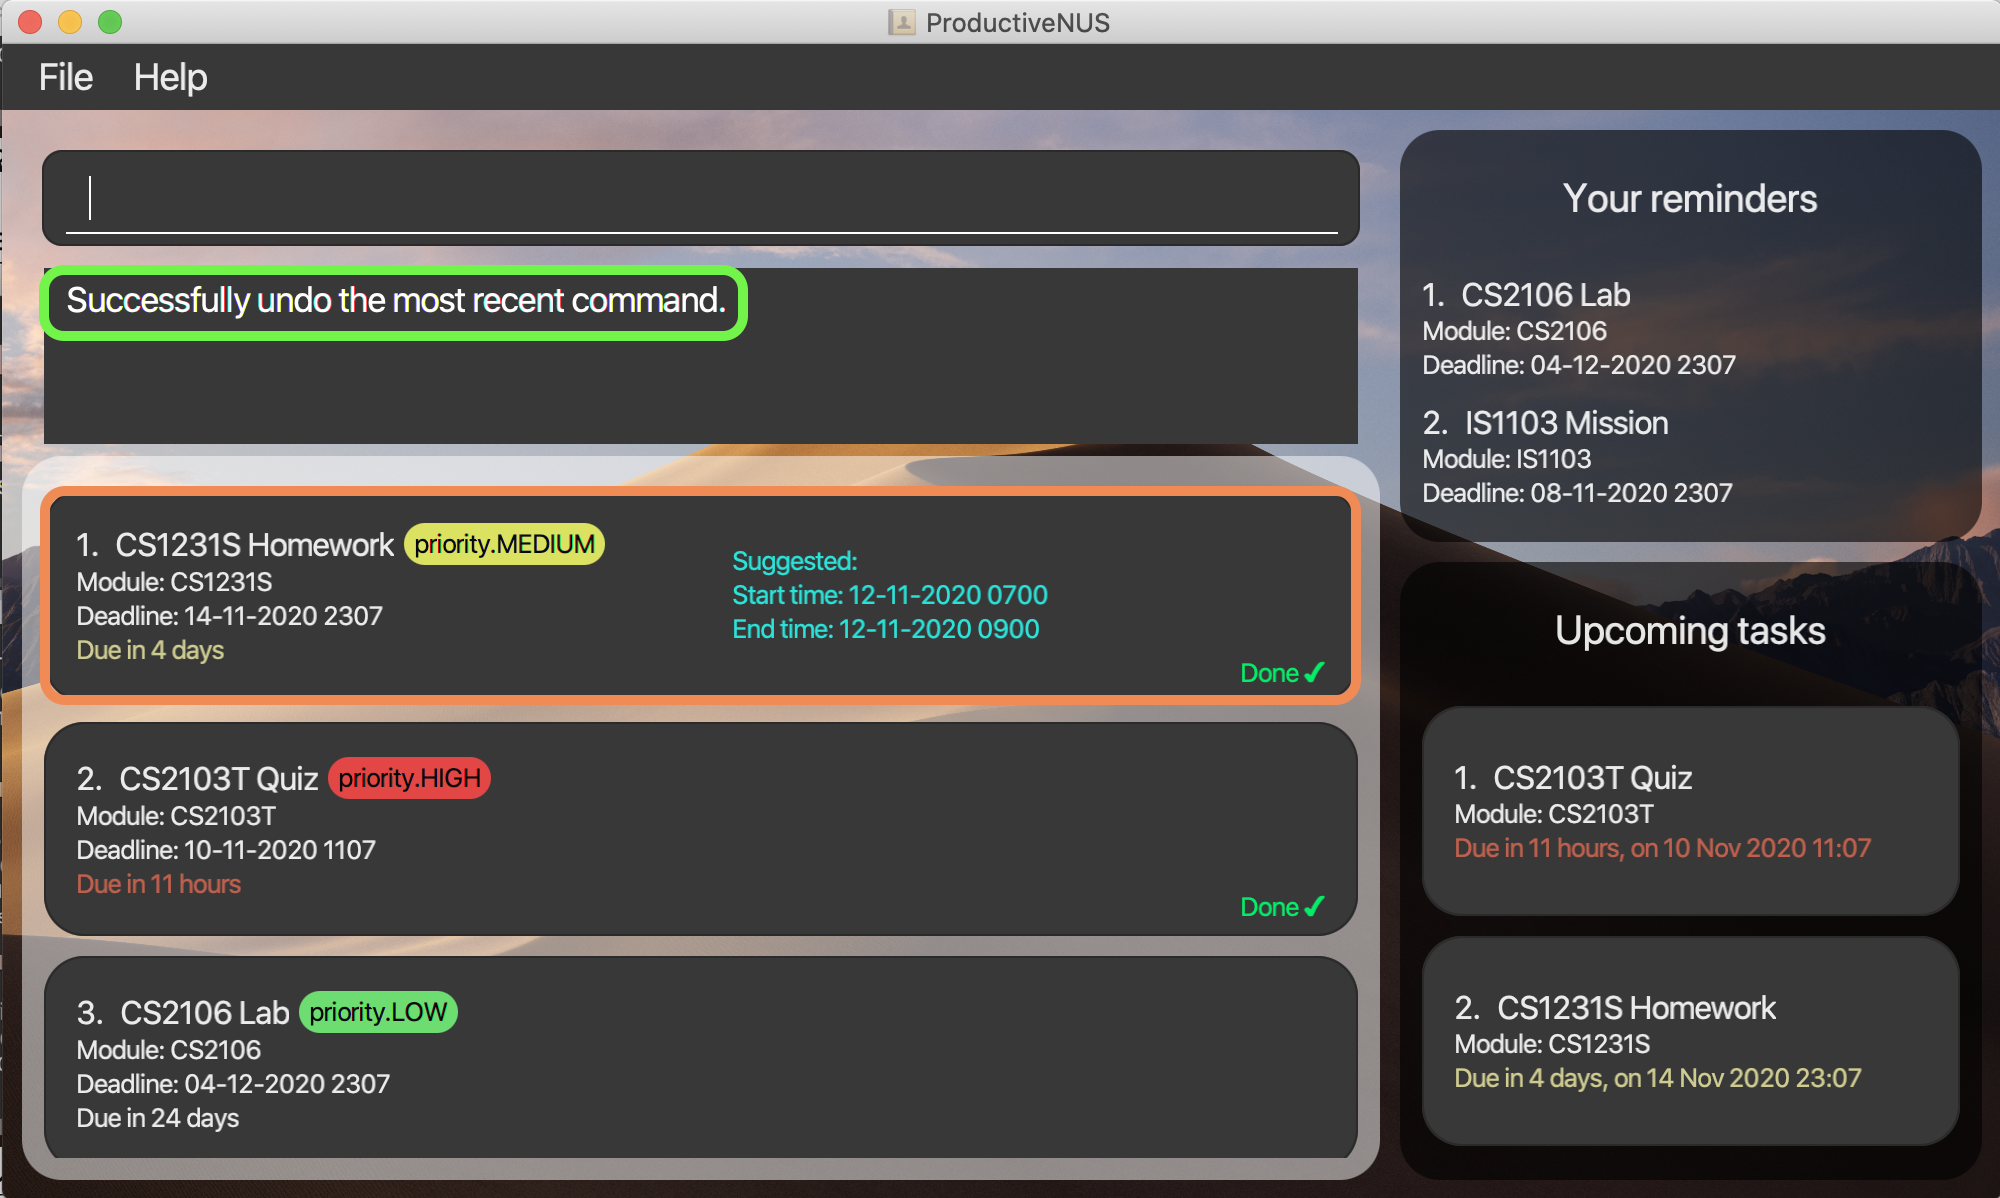 ProductiveNUS
File Help
Successfully undo the most recent command.
1. CS1231S Homework priority.MEDIUM
Module: CS1231S
Deadline: 14-11-2020 2307
Due in 4 days
Suggested:
Start time: 12-11-2020 0700
End time: 12-11-2020 0900
Done ✓
2. CS2103T Quiz priority.HIGH
Module: CS2103T
Deadline: 10-11-2020 1107
Due in 11 hours
Done ✓
3. CS2106 Lab priority.LOW
Module: CS2106
Deadline: 04-12-2020 2307
Due in 24 days
Your reminders
1. CS2106 Lab
Module: CS2106
Deadline: 04-12-2020 2307
2. IS1103 Mission
Module: IS1103
Deadline: 08-11-2020 2307
Upcoming tasks
1. CS2103T Quiz
Module: CS2103T
Due in 11 hours, on 10 Nov 2020 11:07
2. CS1231S Homework
Module: CS1231S
Due in 4 days, on 14 Nov 2020 23:07